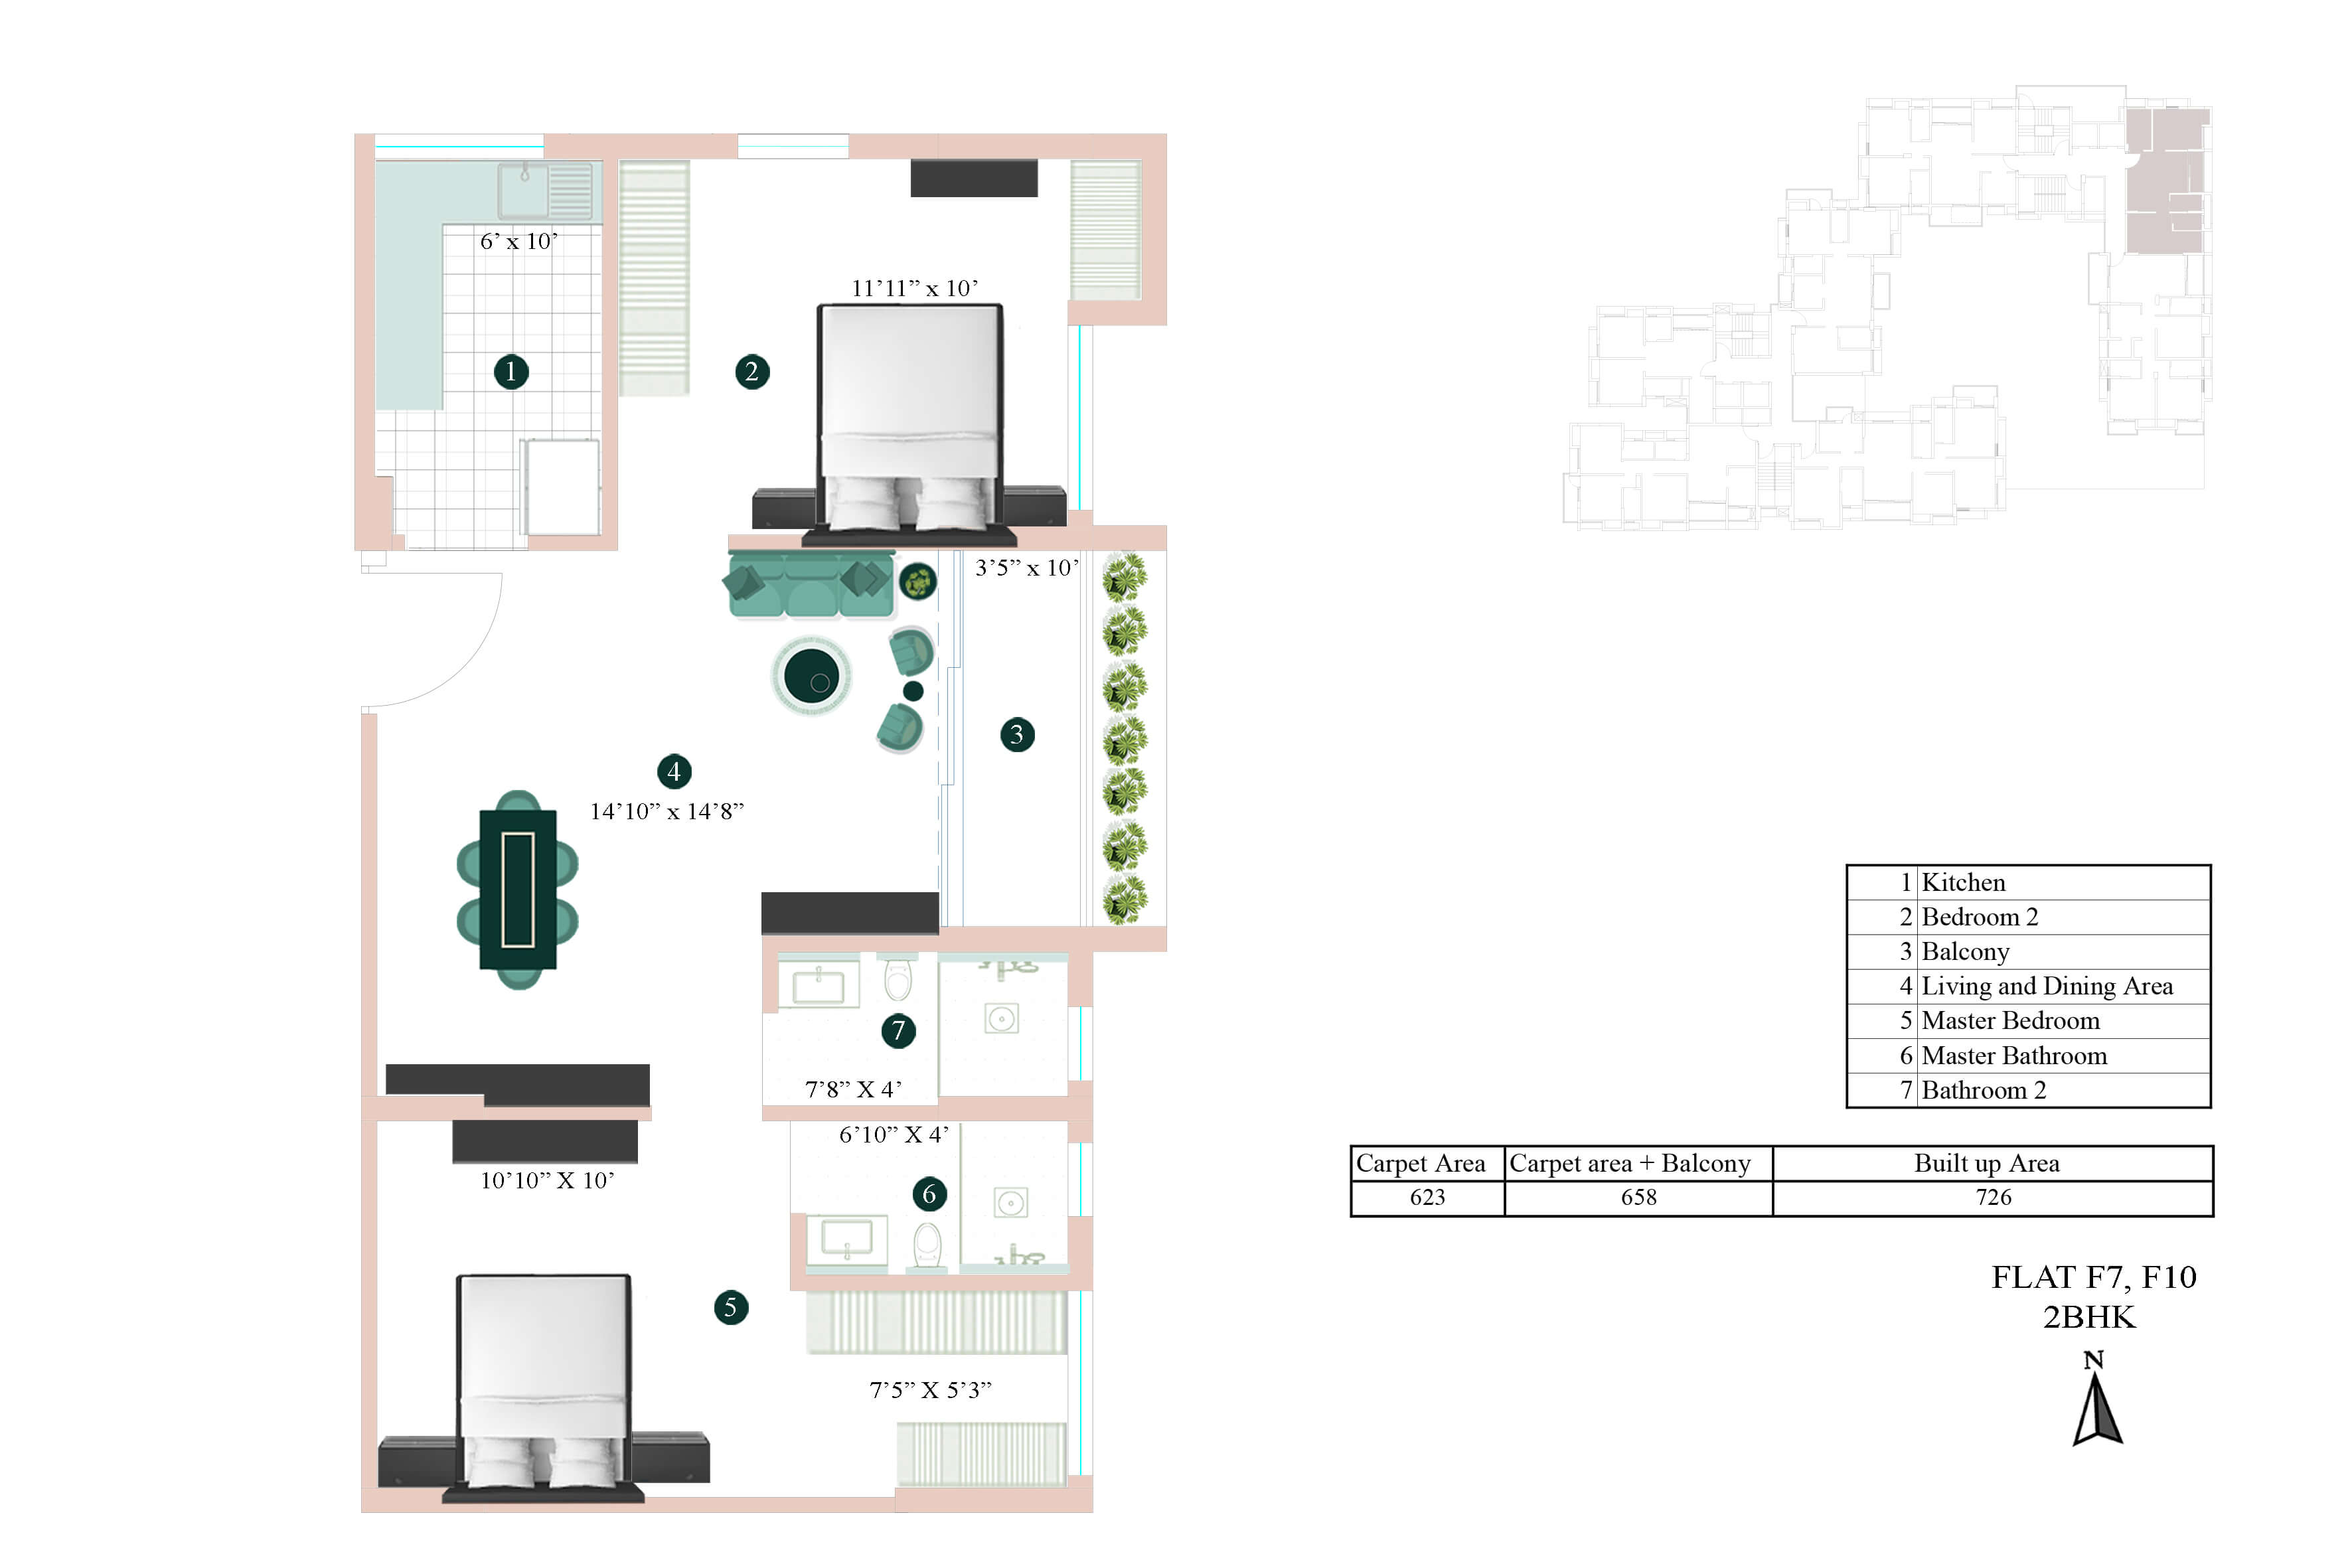 6’ x 10’
11’11” x 10’
1
2
3’5” x 10’
3
4
14’10” x 14’8”
7
7’8” X 4’
6’10” X 4’
6
10’10” X 10’
5
7’5” X 5’3”
1 Kitchen
2 Bedroom 2
3 Balcony
4 Living and Dining Area
5 Master Bedroom
6 Master Bathroom
7 Bathroom 2
Carpet Area Carpet area + Balcony Built up Area
623 658 726
FLAT F7, F10
2BHK
N